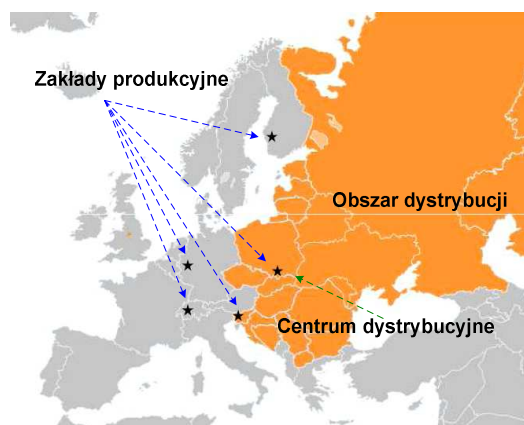 Zakłady produkcyjne
Obszar dystrybucji
Centrum dystrybucyjne